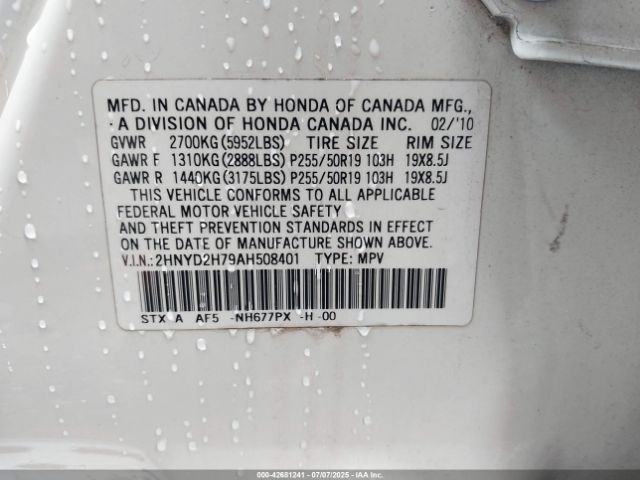 MFD. IN CANADA BY HONDA OF CANADA MFG.,
A DIVISION OF HONDA CANADA INC. 02/'10
GVWR 2700KG(5952LBS) TIRE SIZE RIM SIZE
GAWR F 1310KG(2888LBS)P255/50R19 103H 19X8.5J
GAWR R 1440KG(3175LBS)P255/50R19 103H 19X8.5J
THIS VEHICLE CONFORMS TO ALL APPLICABLE
FEDERAL MOTOR VEHICLE SAFETY
AND THEFT PREVENTION STANDARDS IN EFFECT
ON THE DATE OF MANUFACTURE SHOWN ABOVE.
V.I.N.: 2HNYD2H79AH508401 TYPE: MPV
STX A AF5 -NH677PX -H -00
000-42681241 - 07/07/2025 - IAA Inc.